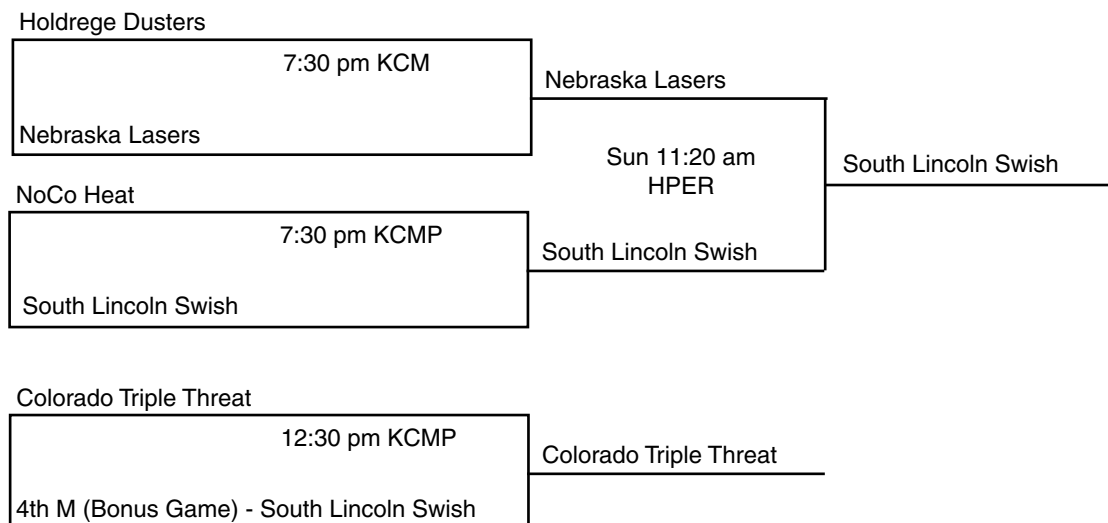 Holdrege Dusters
7:30 pm KCM
Nebraska Lasers
Nebraska Lasers
Sun 11:20 am
HPER
South Lincoln Swish
NoCo Heat
7:30 pm KCMP
South Lincoln Swish
South Lincoln Swish
Colorado Triple Threat
12:30 pm KCMP
Colorado Triple Threat
4th M (Bonus Game) - South Lincoln Swish